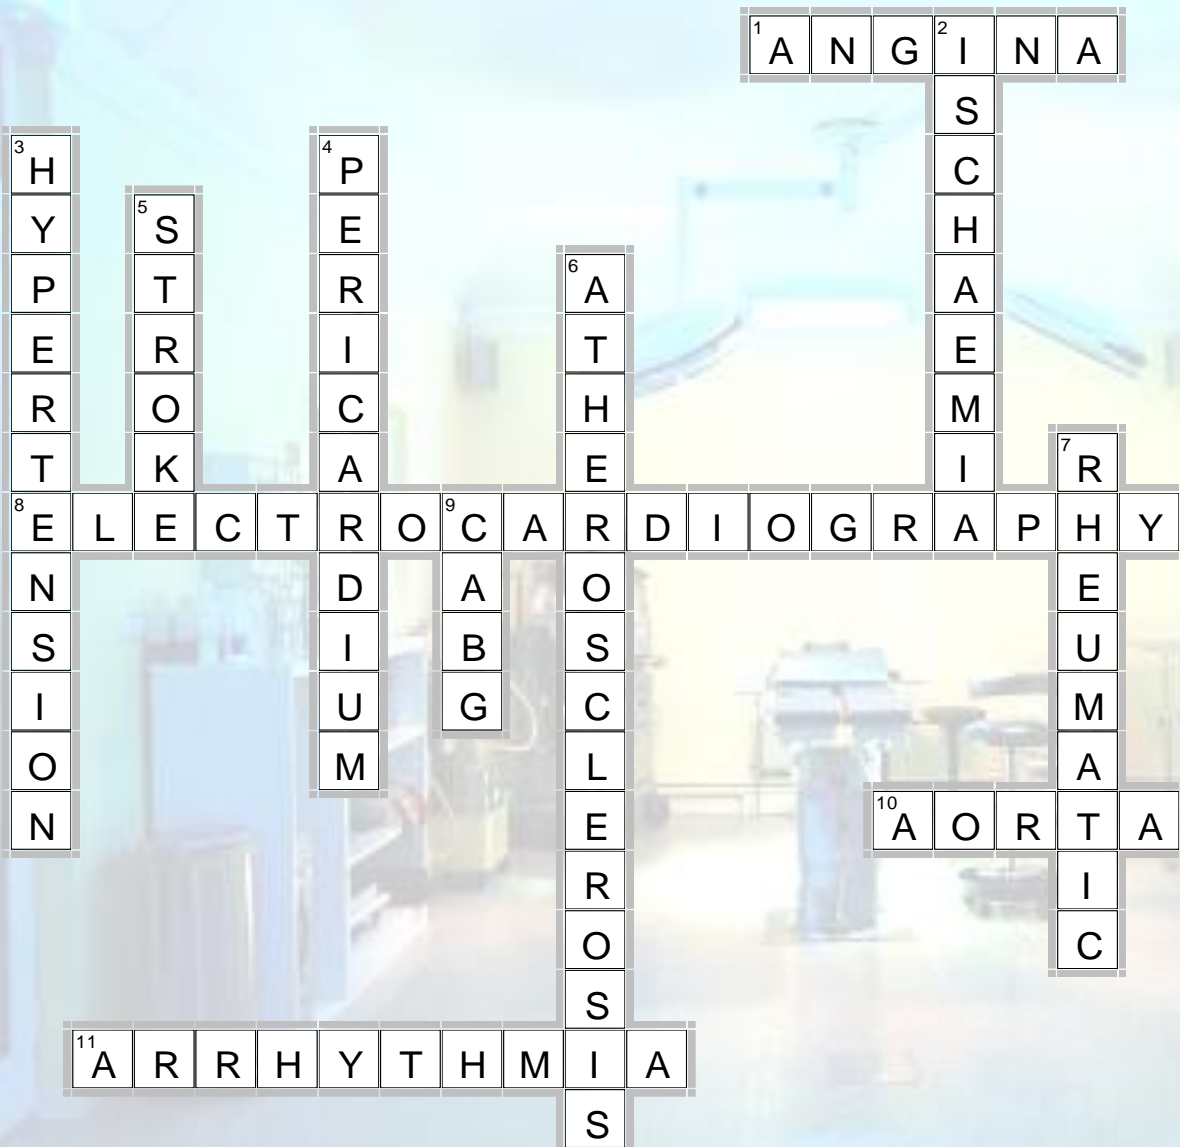 1 ANGINA
2 ISCHAEMIA
3 HYPERTENSION
4 PERICARDIUM
5 STROKE
6 ATHEROSCLEROSIS
7 RHEUMATIC
8 ELECTROCARDIOGRAPHY
9 CABG
10 AORTA
11 ARRHYTHMIA